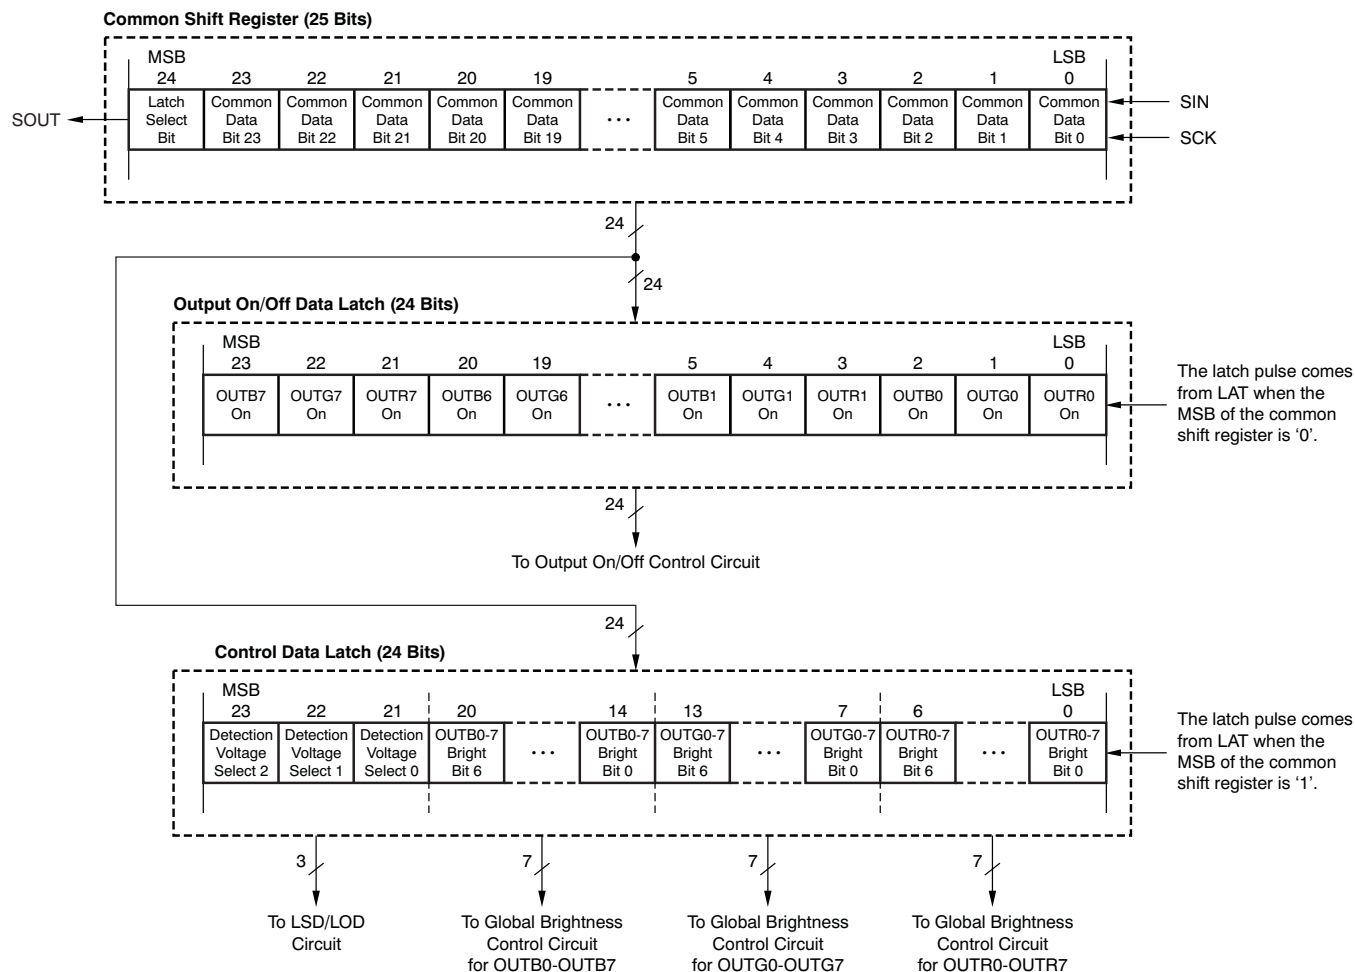 Common Shift Register (25 Bits)
MSB LSB
24 23 22 21 20 19 5 4 3 2 1 0
Latch Common Common Common Common Common Common Common Common Common Common Common
Select Data Data Data Data Data ... Data Data Data Data Data Data
Bit Bit 23 Bit 22 Bit 21 Bit 20 Bit 19 Bit 5 Bit 4 Bit 3 Bit 2 Bit 1 Bit 0
SOUT
SIN
SCK
24
24
Output On/Off Data Latch (24 Bits)
MSB LSB
23 22 21 20 19 5 4 3 2 1 0
OUTB7 OUTG7 OUTR7 OUTB6 OUTG6 ... OUTB1 OUTG1 OUTR1 OUTB0 OUTG0 OUTR0
On On On On On On On On On On On
The latch pulse comes
from LAT when the
MSB of the common
shift register is ‘0’.
24
To Output On/Off Control Circuit
24
Control Data Latch (24 Bits)
MSB LSB
23 22 21 20 14 13 7 6 0
Detection Detection Detection OUTB0-7 OUTB0-7 OUTG0-7 OUTG0-7 OUTR0-7 OUTR0-7
Voltage Voltage Voltage Bright ... Bright Bright ... Bright Bright ... Bright
Select 2 Select 1 Select 0 Bit 6 Bit 0 Bit 6 Bit 0 Bit 6 Bit 0
The latch pulse comes
from LAT when the
MSB of the common
shift register is ‘1’.
3 7 7 7
To LSD/LOD
Circuit
To Global Brightness
Control Circuit
for OUTB0-OUTB7
To Global Brightness
Control Circuit
for OUTG0-OUTG7
To Global Brightness
Control Circuit
for OUTR0-OUTR7